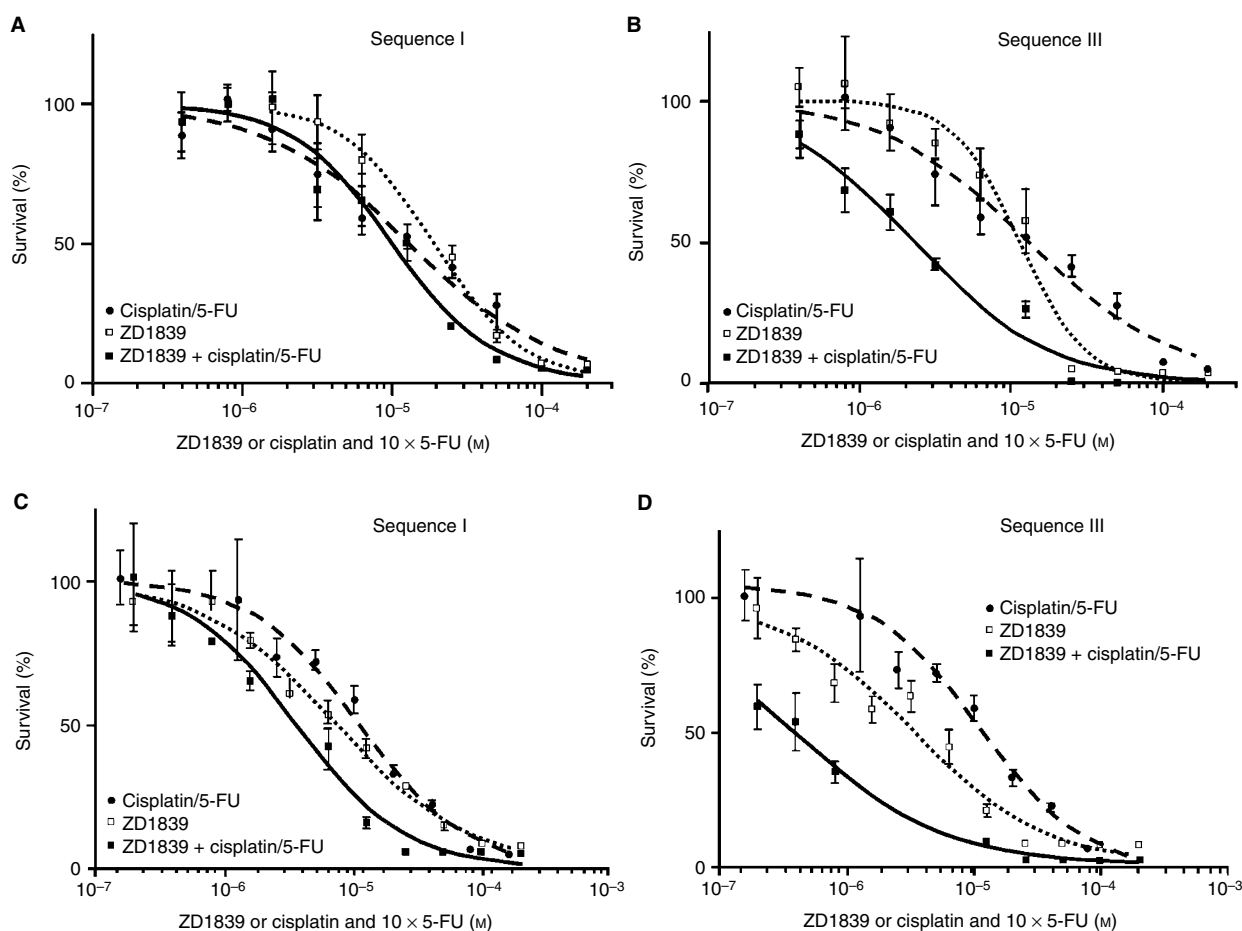 A
Sequence I
Survival (%)
100
50
0
Cisplatin/5-FU
ZD1839
ZD1839 + cisplatin/5-FU
10–7
10–6
10–5
10–4
ZD1839 or cisplatin and 10 × 5-FU (M)
B
Sequence III
Survival (%)
100
50
0
Cisplatin/5-FU
ZD1839
ZD1839 + cisplatin/5-FU
10–7
10–6
10–5
10–4
ZD1839 or cisplatin and 10 × 5-FU (M)
C
Sequence I
Survival (%)
100
50
0
Cisplatin/5-FU
ZD1839
ZD1839 + cisplatin/5-FU
10–7
10–6
10–5
10–4
10–3
ZD1839 or cisplatin and 10 × 5-FU (M)
D
Sequence III
Survival (%)
100
50
0
Cisplatin/5-FU
ZD1839
ZD1839 + cisplatin/5-FU
10–7
10–6
10–5
10–4
10–3
ZD1839 or cisplatin and 10 × 5-FU (M)